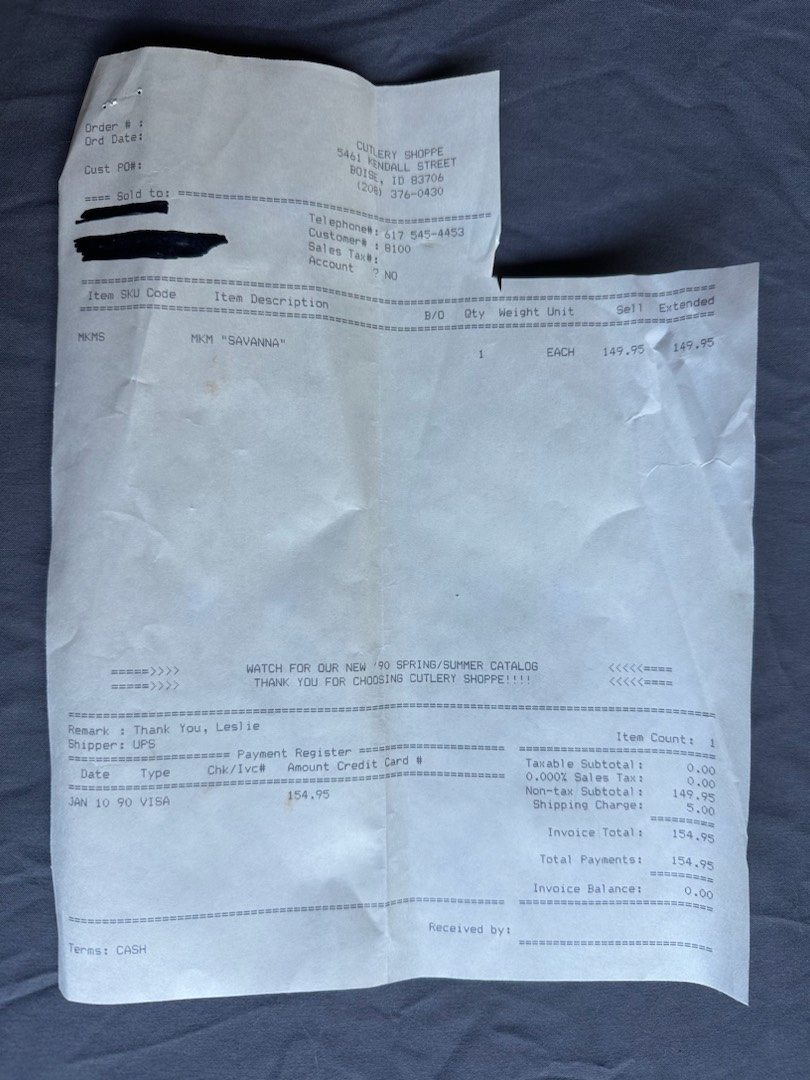 Order # :
Ord Date:
Cust PO#:
CUTLERY SHOPPE
5461 KENDALL STREET
BOISE, ID 83706
(208) 376-0430
==== Sold to: ========================================
Telephone#: 617 545-4453
Customer# : 8100
Sales Tax#:
Account ? NO
Item SKU Code Item Description B/O Qty Weight Unit Sell Extended
MKMS MKM "SAVANNA" 1 EACH 149.95 149.95
=====>>>> WATCH FOR OUR NEW '90 SPRING/SUMMER CATALOG <<<<<====
=====>>>> THANK YOU FOR CHOOSING CUTLERY SHOPPE!!!! <<<<<====
Remark : Thank You, Leslie
Shipper: UPS
Item Count: 1
==================== Payment Register ==================
Date Type Chk/Ivc# Amount Credit Card #
JAN 10 90 VISA 154.95
Taxable Subtotal: 0.00
0.000% Sales Tax: 0.00
Non-tax Subtotal: 149.95
Shipping Charge: 5.00
=========
Invoice Total: 154.95
Total Payments: 154.95
=========
Invoice Balance: 0.00
Received by:
Terms: CASH